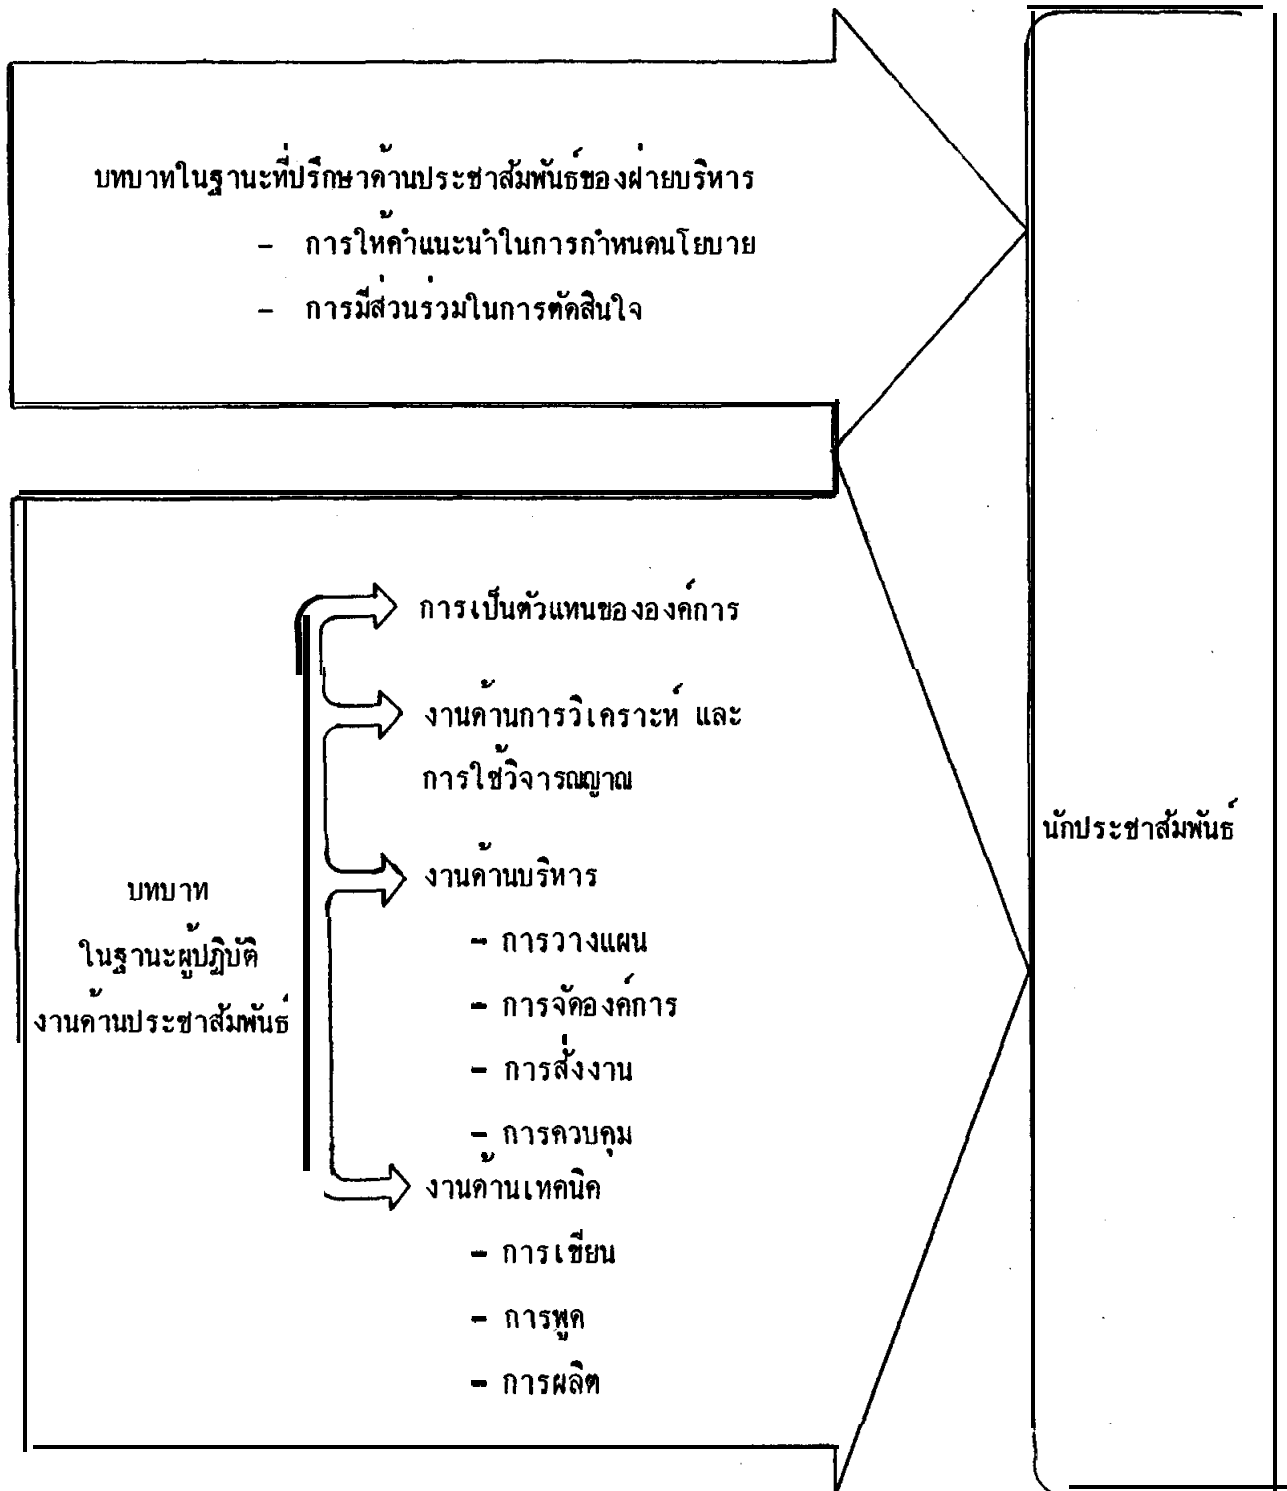 บทบาทในฐานะที่ปรึกษาด้านประชาสัมพันธ์ของฝ่ายบริหาร
- การให้คำแนะนำในการกำหนดนโยบาย
- การมีส่วนร่วมในการตัดสินใจ
การเป็นตัวแทนขององค์การ
งานด้านการวิเคราะห์ และ
การใช้วิจารณญาณ
งานด้านบริหาร
- การวางแผน
- การจัดองค์การ
- การสั่งงาน
- การควบคุม
งานด้านเทคนิค
- การเขียน
- การพูด
- การผลิต
บทบาท
ในฐานะผู้ปฏิบัติ
งานด้านประชาสัมพันธ์
นักประชาสัมพันธ์